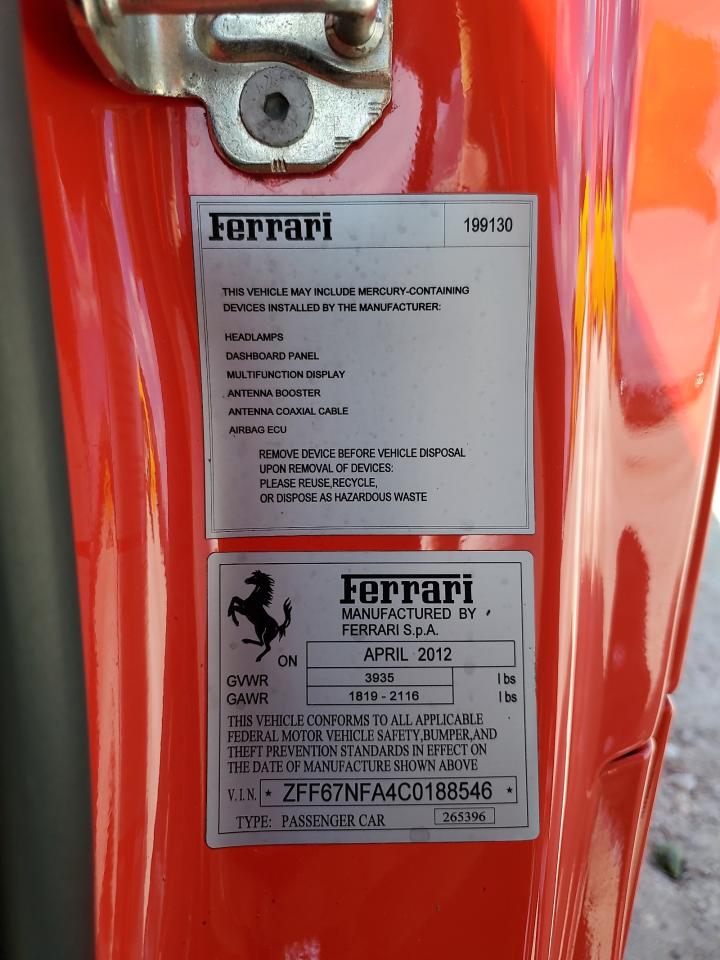 Ferrari 199130
THIS VEHICLE MAY INCLUDE MERCURY-CONTAINING
DEVICES INSTALLED BY THE MANUFACTURER:
HEADLAMPS
DASHBOARD PANEL
MULTIFUNCTION DISPLAY
ANTENNA BOOSTER
ANTENNA COAXIAL CABLE
AIRBAG ECU
REMOVE DEVICE BEFORE VEHICLE DISPOSAL
UPON REMOVAL OF DEVICES:
PLEASE REUSE,RECYCLE,
OR DISPOSE AS HAZARDOUS WASTE
Ferrari
MANUFACTURED BY
FERRARI S.p.A.
ON APRIL 2012
GVWR 3935 lbs
GAWR 1819 - 2116 lbs
THIS VEHICLE CONFORMS TO ALL APPLICABLE
FEDERAL MOTOR VEHICLE SAFETY,BUMPER,AND
THEFT PREVENTION STANDARDS IN EFFECT ON
THE DATE OF MANUFACTURE SHOWN ABOVE
V.I.N. * ZFF67NFA4C0188546 *
TYPE: PASSENGER CAR 265396